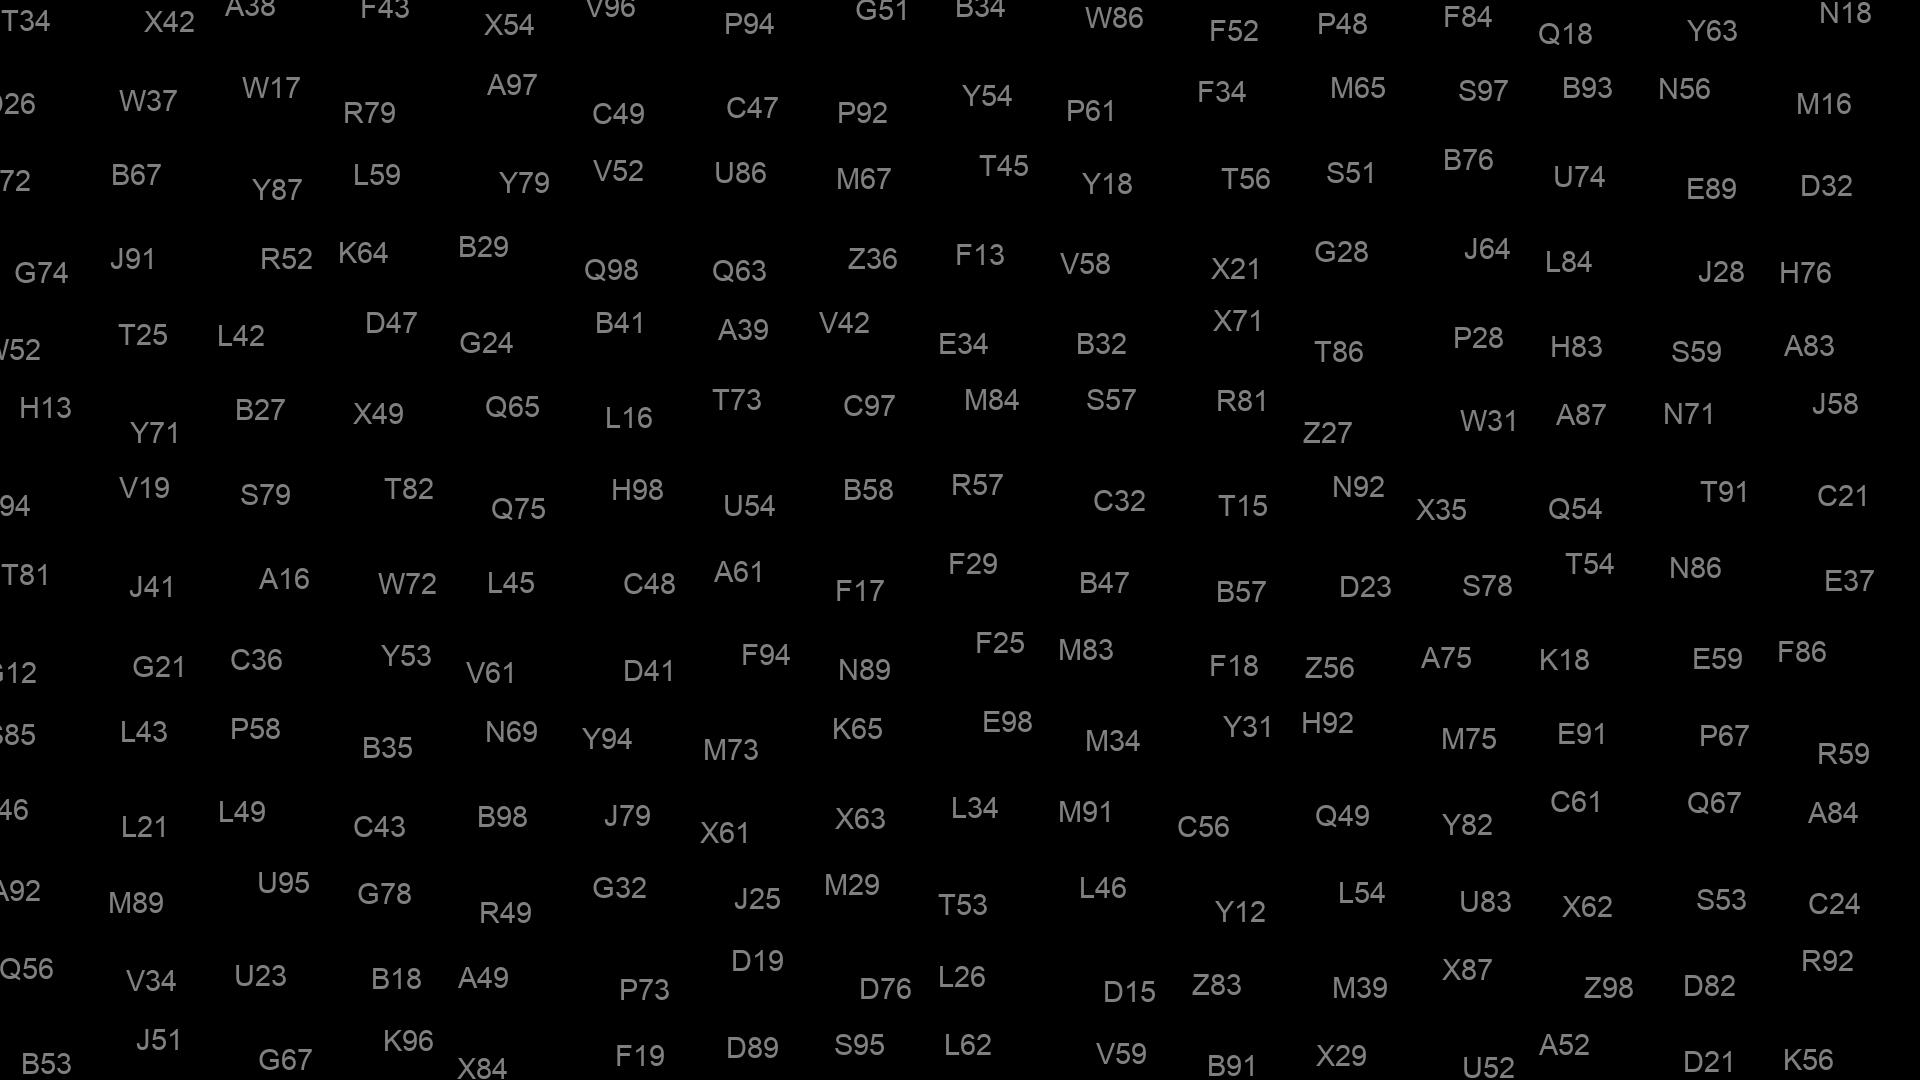 T34 X42 A38 F43 X54 V96 P94 G51 B34 W86 F52 P48 F84 Q18 Y63 N18
26 W37 W17 R79 A97 C49 C47 P92 Y54 P61 F34 M65 S97 B93 N56 M16
72 B67 Y87 L59 Y79 V52 U86 M67 T45 Y18 T56 S51 B76 U74 E89 D32
G74 J91 R52 K64 B29 Q98 Q63 Z36 F13 V58 X21 G28 J64 L84 J28 H76
W52 T25 L42 D47 G24 B41 A39 V42 E34 B32 X71 T86 P28 H83 S59 A83
H13 Y71 B27 X49 Q65 L16 T73 C97 M84 S57 R81 Z27 W31 A87 N71 J58
94 V19 S79 T82 Q75 H98 U54 B58 R57 C32 T15 N92 X35 Q54 T91 C21
T81 J41 A16 W72 L45 C48 A61 F17 F29 B47 B57 D23 S78 T54 N86 E37
G12 G21 C36 Y53 V61 D41 F94 N89 F25 M83 F18 Z56 A75 K18 E59 F86
S85 L43 P58 B35 N69 Y94 M73 K65 E98 M34 Y31 H92 M75 E91 P67 R59
46 L21 L49 C43 B98 J79 X61 X63 L34 M91 C56 Q49 Y82 C61 Q67 A84
A92 M89 U95 G78 R49 G32 J25 M29 T53 L46 Y12 L54 U83 X62 S53 C24
Q56 V34 U23 B18 A49 P73 D19 D76 L26 D15 Z83 M39 X87 Z98 D82 R92
B53 J51 G67 K96 X84 F19 D89 S95 L62 V59 B91 X29 U52 A52 D21 K56